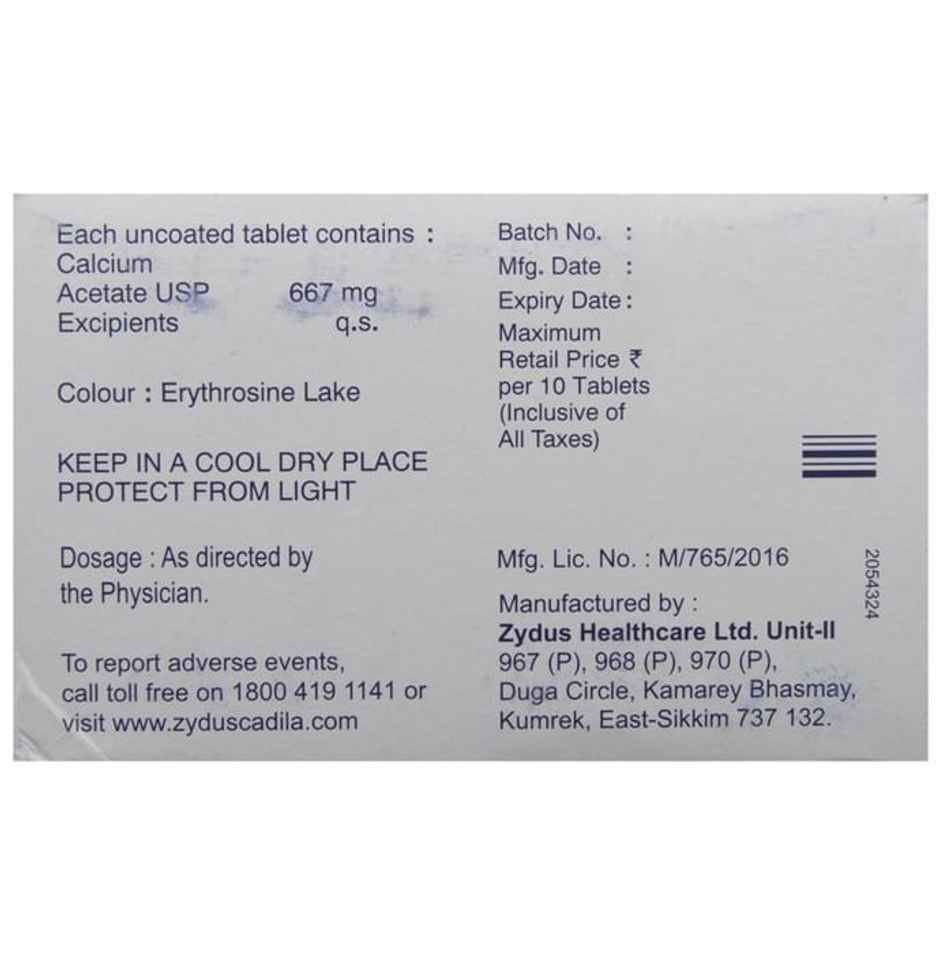 Each uncoated tablet contains :
Calcium
Acetate USP 667 mg
Excipients q.s.
Colour : Erythrosine Lake
KEEP IN A COOL DRY PLACE
PROTECT FROM LIGHT
Dosage : As directed by
the Physician.
To report adverse events,
call toll free on 1800 419 1141 or
visit www.zyduscadila.com
Batch No. :
Mfg. Date :
Expiry Date :
Maximum
Retail Price ₹
per 10 Tablets
(Inclusive of
All Taxes)
Mfg. Lic. No. : M/765/2016
Manufactured by :
Zydus Healthcare Ltd. Unit-II
967 (P), 968 (P), 970 (P),
Duga Circle, Kamarey Bhasmay,
Kumrek, East-Sikkim 737 132.
2054324